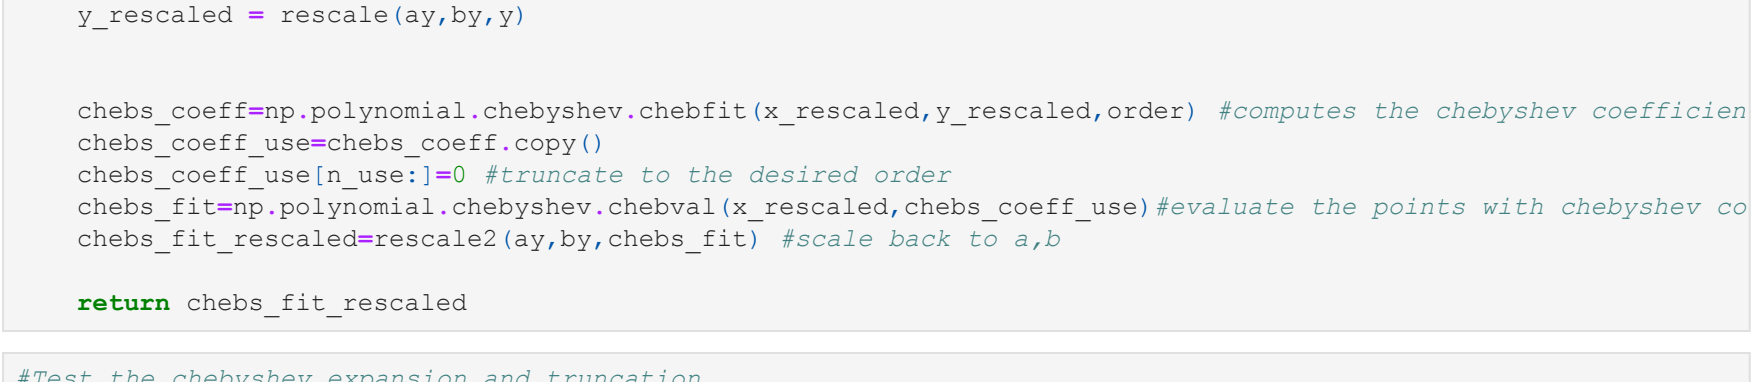 y_rescaled = rescale(ay,by,y)
chebs_coeff=np.polynomial.chebyshev.chebfit(x_rescaled,y_rescaled,order) #computes the chebyshev coefficien
chebs_coeff_use=chebs_coeff.copy()
chebs_coeff_use[n_use:]=0 #truncate to the desired order
chebs_fit=np.polynomial.chebyshev.chebval(x_rescaled,chebs_coeff_use)#evaluate the points with chebyshev co
chebs_fit_rescaled=rescale2(ay,by,chebs_fit) #scale back to a,b
return chebs_fit_rescaled
#Test the chebyshev expansion and truncation